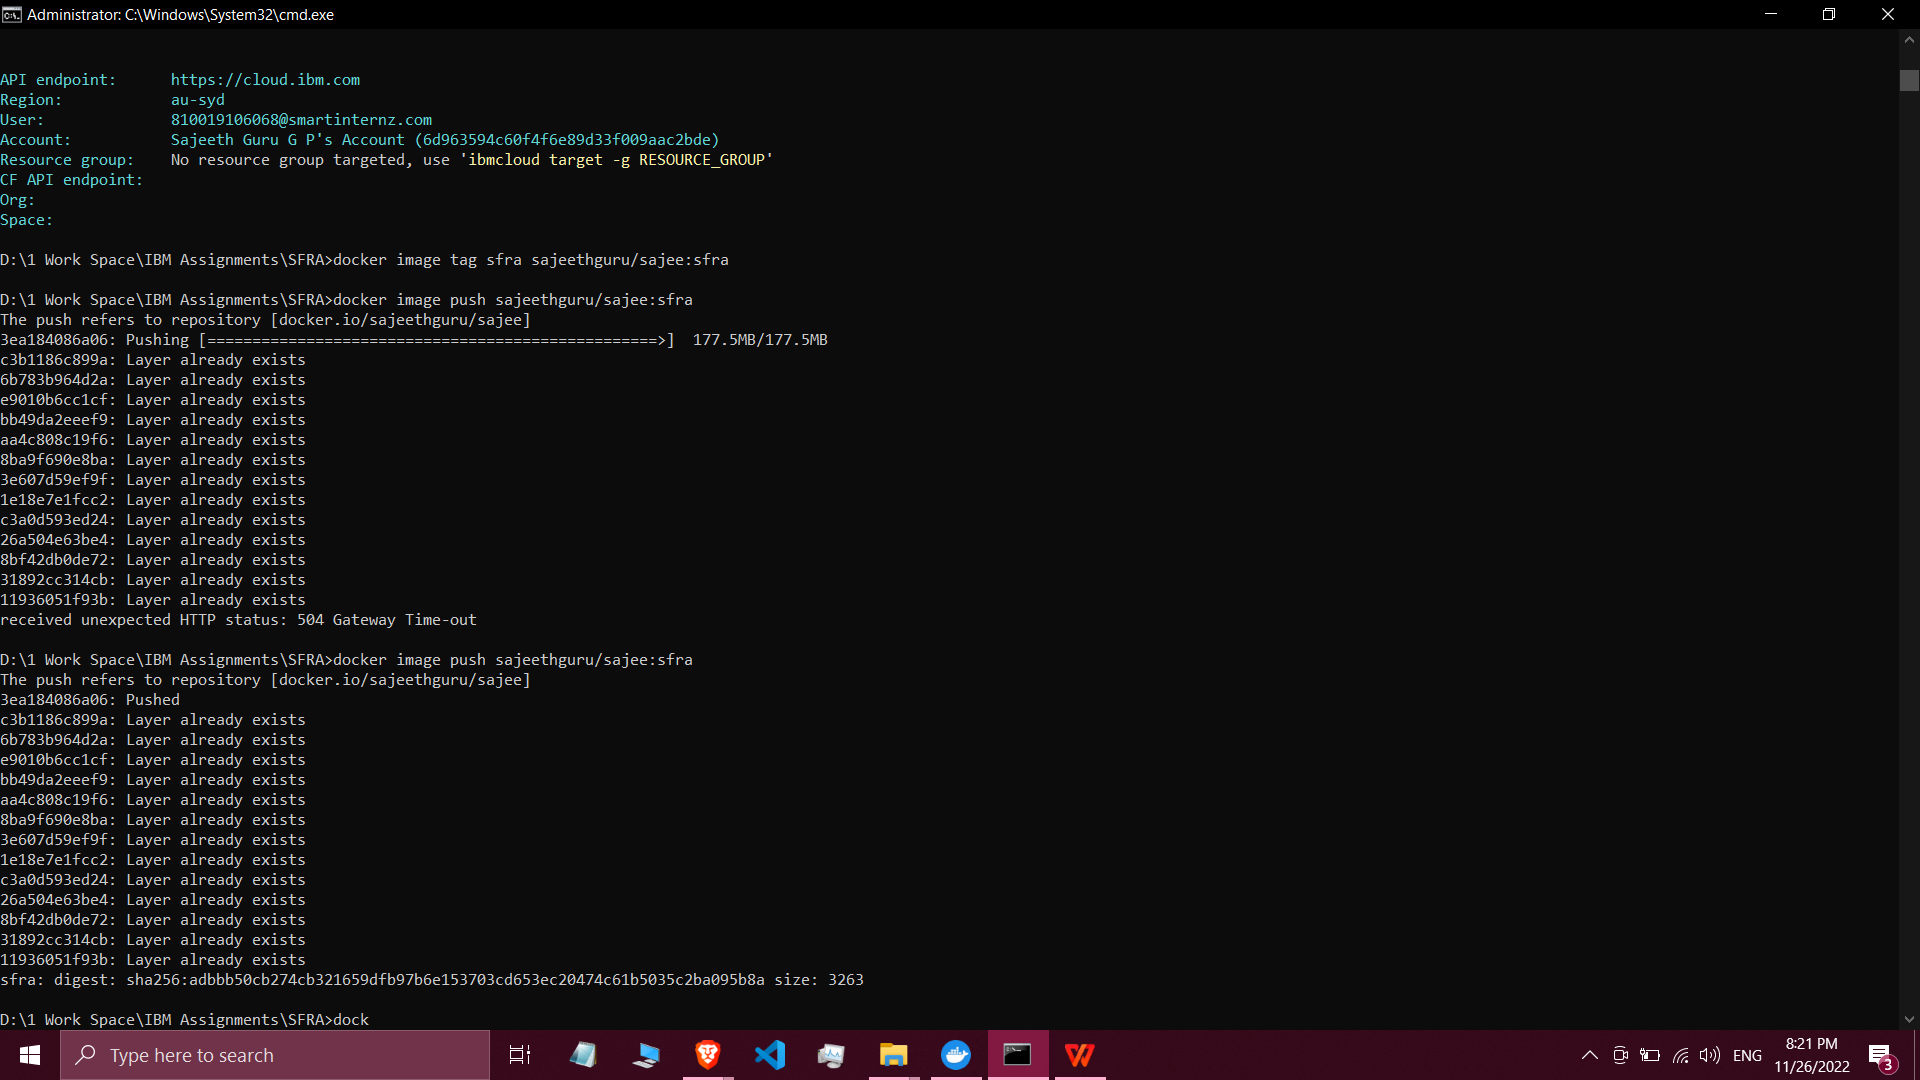 Administrator: C:\Windows\System32\cmd.exe
API endpoint:      https://cloud.ibm.com
Region:            au-syd
User:              810019106068@smartinternz.com
Account:           Sajeeth Guru G P's Account (6d963594c60f4f6e89d33f009aac2bde)
Resource group:    No resource group targeted, use 'ibmcloud target -g RESOURCE_GROUP'
CF API endpoint:
Org:
Space:
D:\1 Work Space\IBM Assignments\SFRA>docker image tag sfra sajeethguru/sajee:sfra
D:\1 Work Space\IBM Assignments\SFRA>docker image push sajeethguru/sajee:sfra
The push refers to repository [docker.io/sajeethguru/sajee]
3ea184086a06: Pushing [==================================================>]  177.5MB/177.5MB
c3b1186c899a: Layer already exists
6b783b964d2a: Layer already exists
e9010b6cc1cf: Layer already exists
bb49da2eeef9: Layer already exists
aa4c808c19f6: Layer already exists
8ba9f690e8ba: Layer already exists
3e607d59ef9f: Layer already exists
1e18e7e1fcc2: Layer already exists
c3a0d593ed24: Layer already exists
26a504e63be4: Layer already exists
8bf42db0de72: Layer already exists
31892cc314cb: Layer already exists
11936051f93b: Layer already exists
received unexpected HTTP status: 504 Gateway Time-out
D:\1 Work Space\IBM Assignments\SFRA>docker image push sajeethguru/sajee:sfra
The push refers to repository [docker.io/sajeethguru/sajee]
3ea184086a06: Pushed
c3b1186c899a: Layer already exists
6b783b964d2a: Layer already exists
e9010b6cc1cf: Layer already exists
bb49da2eeef9: Layer already exists
aa4c808c19f6: Layer already exists
8ba9f690e8ba: Layer already exists
3e607d59ef9f: Layer already exists
1e18e7e1fcc2: Layer already exists
c3a0d593ed24: Layer already exists
26a504e63be4: Layer already exists
8bf42db0de72: Layer already exists
31892cc314cb: Layer already exists
11936051f93b: Layer already exists
sfra: digest: sha256:adbbb50cb274cb321659dfb97b6e153703cd653ec20474c61b5035c2ba095b8a size: 3263
D:\1 Work Space\IBM Assignments\SFRA>dock
Type here to search
ENG
8:21 PM
11/26/2022
3